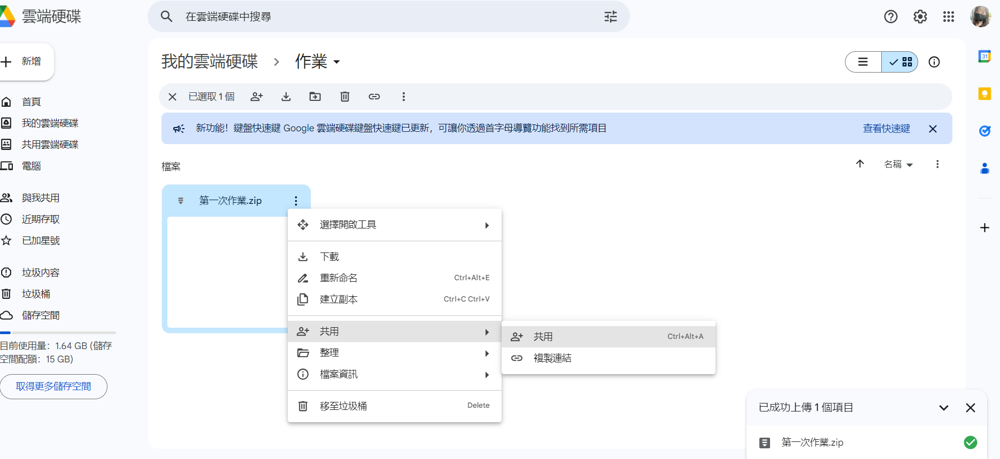 雲端硬碟
在雲端硬碟中搜尋
新增
首頁
我的雲端硬碟
共用雲端硬碟
電腦
與我共用
近期存取
已加星號
垃圾內容
垃圾桶
儲存空間
目前使用量：1.64 GB (儲存
空間配額：15 GB)
取得更多儲存空間
我的雲端硬碟 > 作業
已選取 1 個
新功能！鍵盤快速鍵 Google 雲端硬碟鍵盤快速鍵已更新，可讓你透過首字母導覽功能找到所需項目 查看快速鍵
檔案
名稱
第一次作業.zip
選擇開啟工具
下載
重新命名 Ctrl+Alt+E
建立副本 Ctrl+C Ctrl+V
共用
整理
檔案資訊
移至垃圾桶 Delete
共用 Ctrl+Alt+A
複製連結
31
已成功上傳 1 個項目
第一次作業.zip